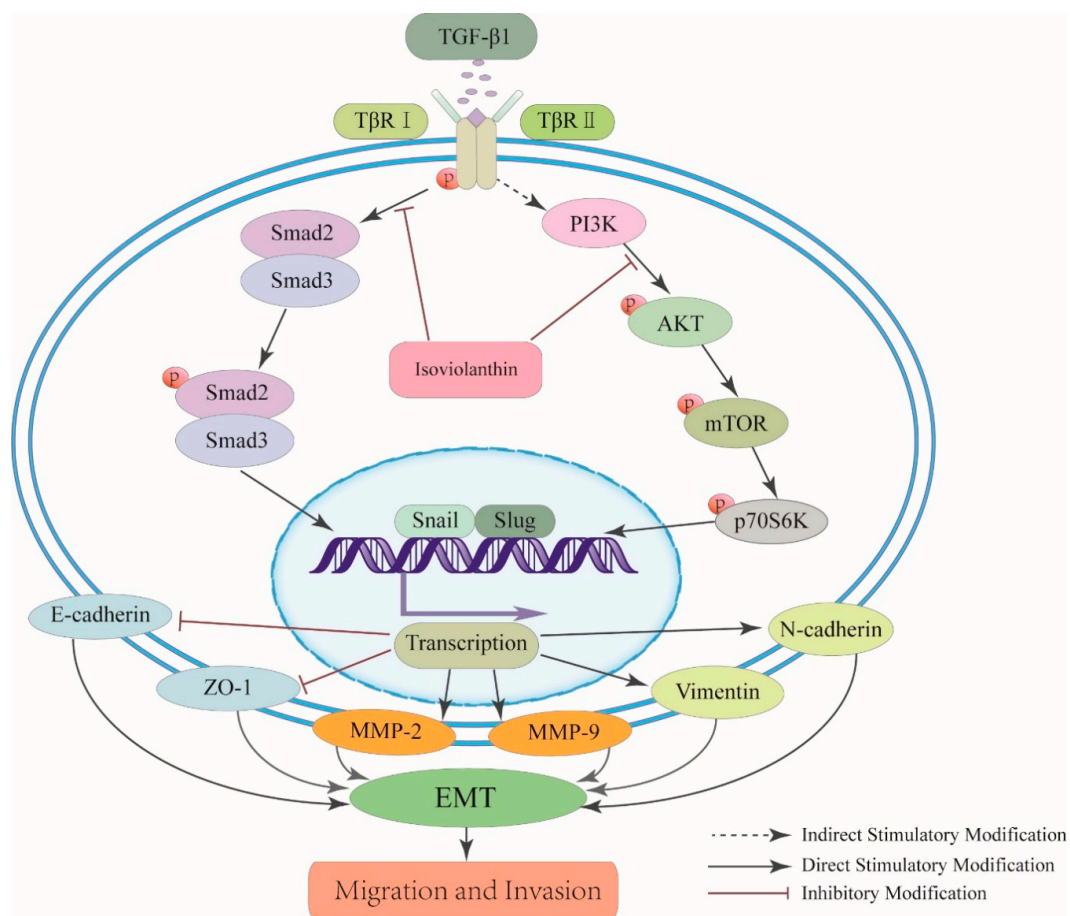 TGF-β1
TβR Ⅰ
TβR Ⅱ
p
PI3K
Smad2
Smad3
p
AKT
Isoviolanthin
p
Smad2
Smad3
p
mTOR
p
p70S6K
Snail
Slug
E-cadherin
Transcription
N-cadherin
ZO-1
Vimentin
MMP-2
MMP-9
EMT
Migration and Invasion
Indirect Stimulatory Modification
Direct Stimulatory Modification
Inhibitory Modification